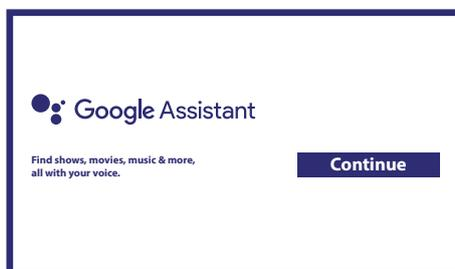 Google Assistant
Find shows, movies, music & more,
all with your voice.
Continue